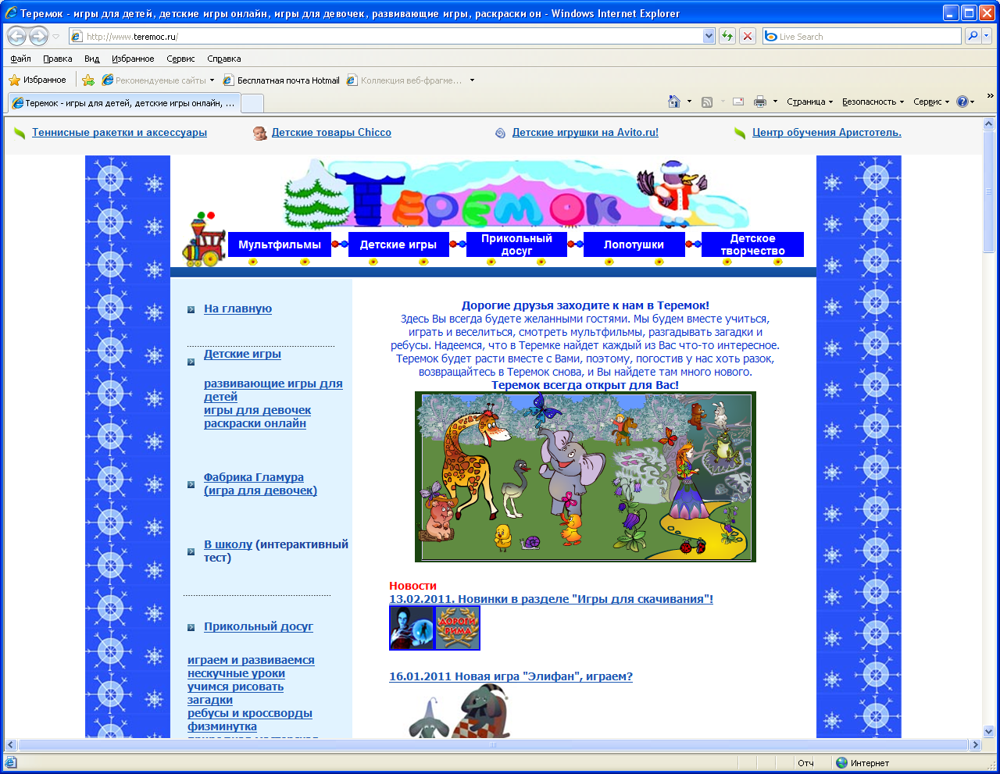 Теремок - игры для детей, детские игры онлайн, игры для девочек, развивающие игры, раскраски он - Windows Internet Explorer
http://www.teremoc.ru/
Live Search
Файл Правка Вид Избранное Сервис Справка
Избранное Рекомендуемые сайты Бесплатная почта Hotmail Коллекция веб-фрагме...
Теремок - игры для детей, детские игры онлайн, ...
Страница Безопасность Сервис
Теннисные ракетки и аксессуары
Детские товары Chicco
Детские игрушки на Avito.ru!
Центр обучения Аристотель.
Теремок
Мультфильмы
Детские игры
Прикольный
досуг
Лопотушки
Детское
творчество
На главную
Детские игры
развивающие игры для
детей
игры для девочек
раскраски онлайн
Фабрика Гламура
(игра для девочек)
В школу (интерактивный
тест)
Прикольный досуг
играем и развиваемся
нескучные уроки
учимся рисовать
загадки
ребусы и кроссворды
физминутка
Дорогие друзья заходите к нам в Теремок!
Здесь Вы всегда будете желанными гостями. Мы будем вместе учиться,
играть и веселиться, смотреть мультфильмы, разгадывать загадки и
ребусы. Надеемся, что в Теремке найдет каждый из Вас что-то интересное.
Теремок будет расти вместе с Вами, поэтому, погостив у нас хоть разок,
возвращайтесь в Теремок снова, и Вы найдете там много нового.
Теремок всегда открыт для Вас!
Новости
13.02.2011. Новинки в разделе "Игры для скачивания"!
ДОРОГИ
РИМА
16.01.2011 Новая игра "Элифан", играем?
Отч
Интернет